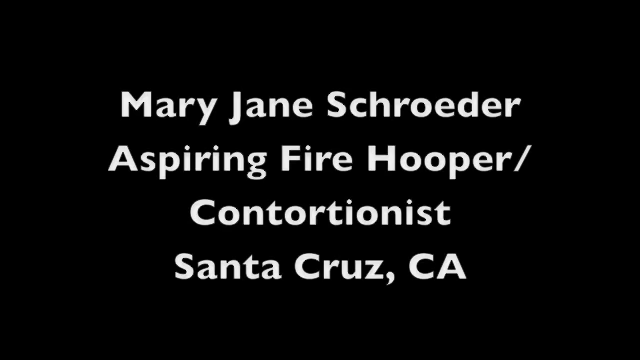 Mary Jane Schroeder
Aspiring Fire Hooper/
Contortionist
Santa Cruz, CA